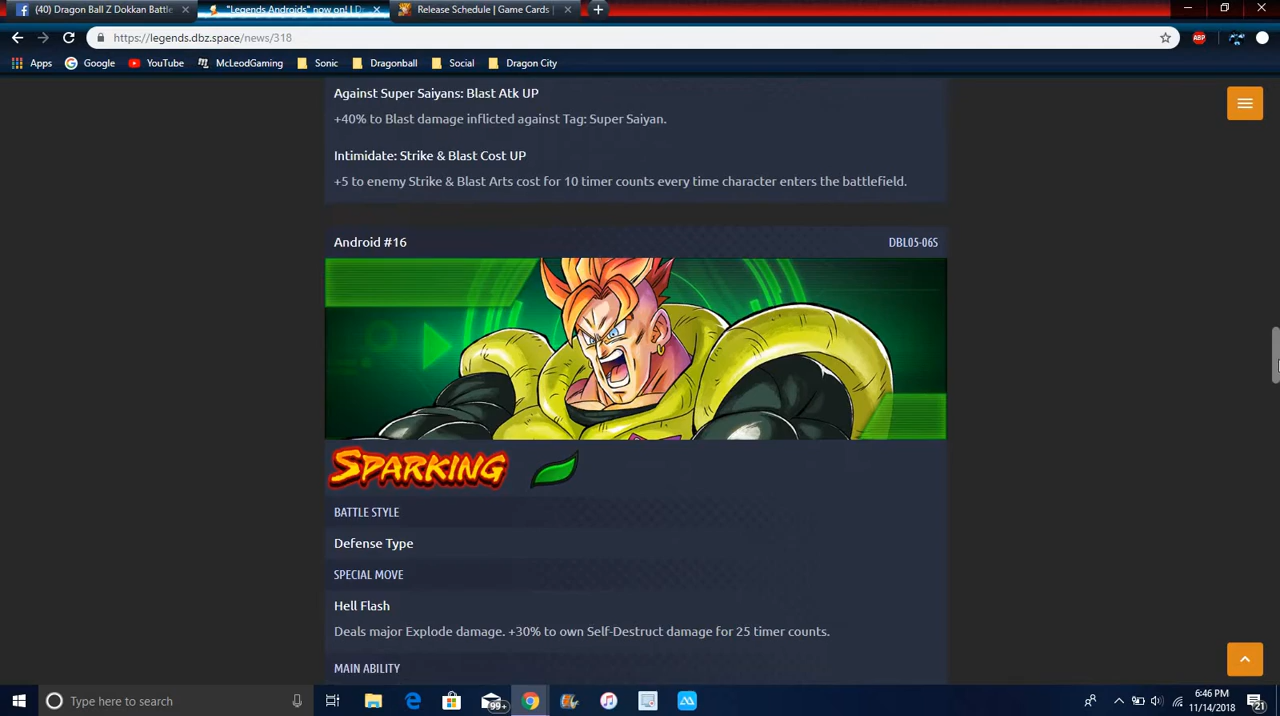 (40) Dragon Ball Z Dokkan Battle
"Legends Androids" now on! | Dr
Release Schedule | Game Cards |
https://legends.dbz.space/news/318
ABP
Apps
Google
YouTube
McLeodGaming
Sonic
Dragonball
Social
Dragon City
Against Super Saiyans: Blast Atk UP
+40% to Blast damage inflicted against Tag: Super Saiyan.
Intimidate: Strike & Blast Cost UP
+5 to enemy Strike & Blast Arts cost for 10 timer counts every time character enters the battlefield.
Android #16
DBL05-06S
SPARKING
BATTLE STYLE
Defense Type
SPECIAL MOVE
Hell Flash
Deals major Explode damage. +30% to own Self-Destruct damage for 25 timer counts.
MAIN ABILITY
Type here to search
99+
6:46 PM
11/14/2018
21